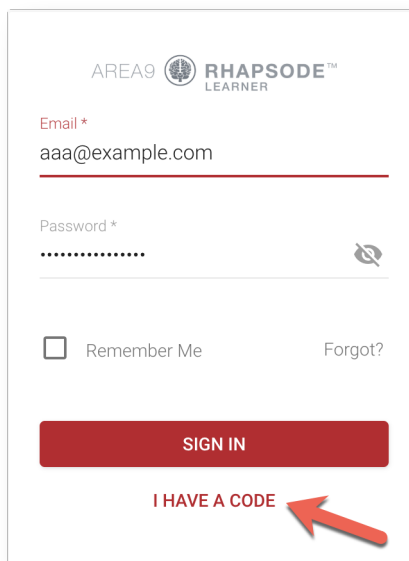 AREA9 RHAPSODE™
LEARNER
Email *
aaa@example.com
Password *
••••••••••••••••
Remember Me Forgot?
SIGN IN
I HAVE A CODE